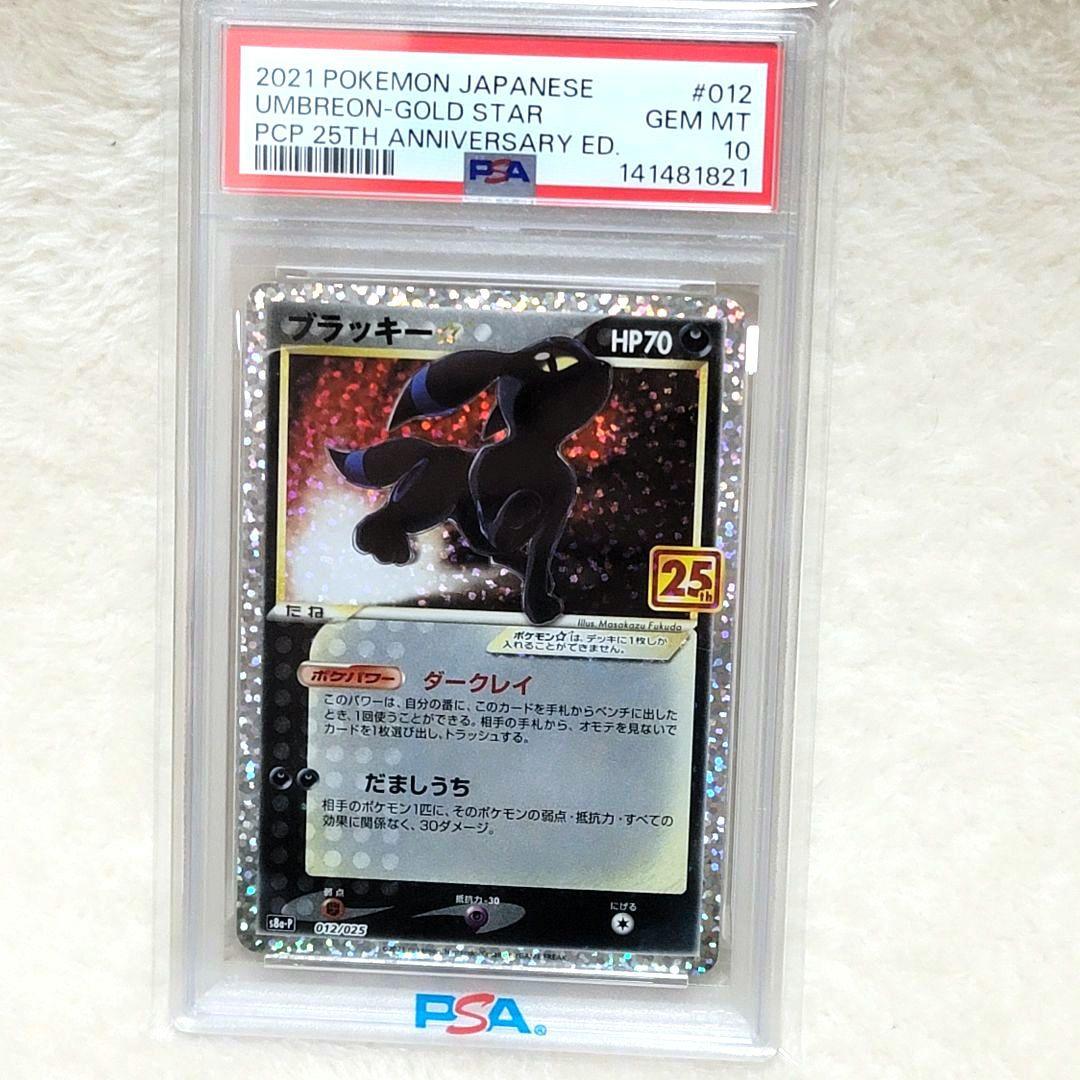 2021 POKEMON JAPANESE #012
UMBREON-GOLD STAR GEM MT
PCP 25TH ANNIVERSARY ED. 10
PSA 141481821
ブラッキー☆ HP70
25th
たね
Illus. Masakazu Fukuda
ポケモン☆は、デッキに1枚しか
入れることができません。
ポケパワー ダークレイ
このパワーは、自分の番に、このカードを手札からベンチに出した
とき、1回使うことができる。相手の手札から、オモテを見ないで
カードを1枚選び出し、トラッシュする。
だましうち
相手のポケモン1匹に、そのポケモンの弱点・抵抗力・すべての
効果に関係なく、30ダメージ。
弱点 抵抗力-30 にげる
s8a-P 012/025
GAME FREAK
PSA®